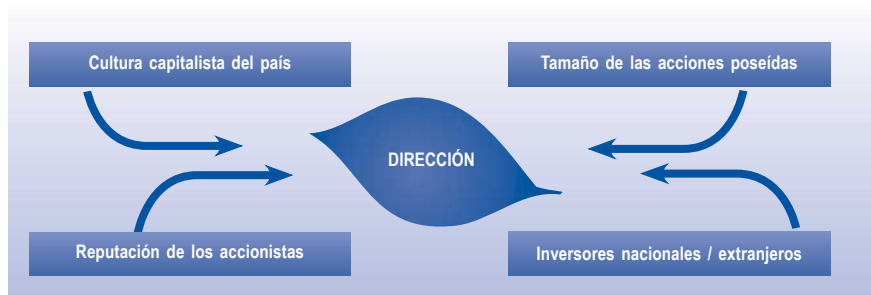 Cultura capitalista del país
Tamaño de las acciones poseídas
DIRECCIÓN
Reputación de los accionistas
Inversores nacionales / extranjeros